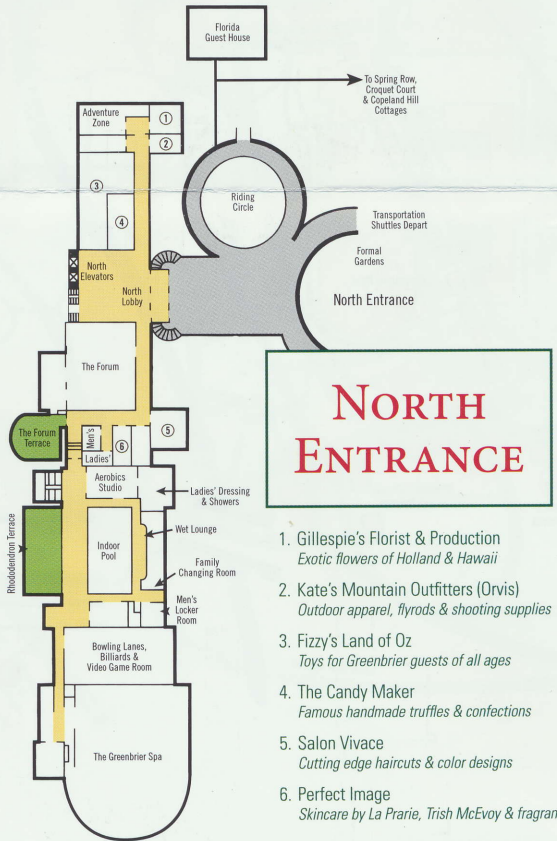 Florida
Guest House
To Spring Row,
Croquet Court
& Copeland Hill
Cottages
Adventure
Zone
1
2
3
4
Riding
Circle
Transportation
Shuttles Depart
Formal
Gardens
North
Elevators
North
Lobby
North Entrance
The Forum
The Forum
Terrace
Men's
Ladies'
6
5
Aerobics
Studio
Ladies' Dressing
& Showers
Rhododendron Terrace
Wet Lounge
Indoor
Pool
Family
Changing Room
Men's
Locker
Room
Bowling Lanes,
Billiards &
Video Game Room
The Greenbrier Spa
NORTH
ENTRANCE
1. Gillespie's Florist & Production
Exotic flowers of Holland & Hawaii
2. Kate's Mountain Outfitters (Orvis)
Outdoor apparel, flyrods & shooting supplies
3. Fizzy's Land of Oz
Toys for Greenbrier guests of all ages
4. The Candy Maker
Famous handmade truffles & confections
5. Salon Vivace
Cutting edge haircuts & color designs
6. Perfect Image
Skincare by La Prarie, Trish McEvoy & fragran